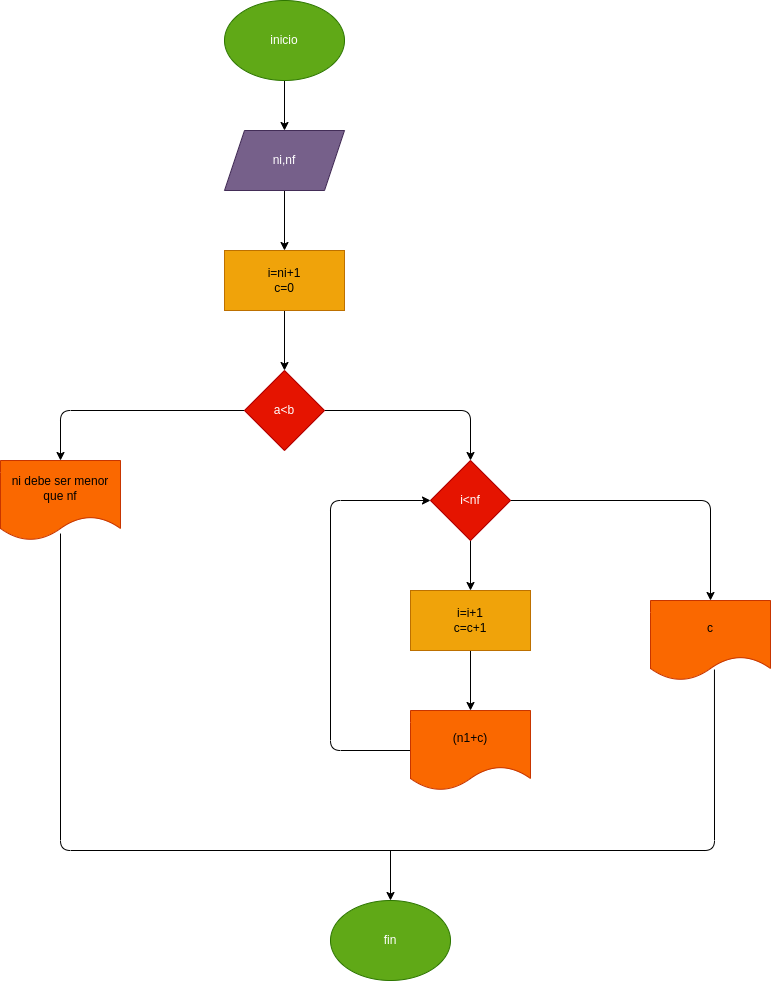 inicio
ni,nf
i=ni+1
c=0
a<b
ni debe ser menor
que nf
i<nf
i=i+1
c=c+1
c
(n1+c)
fin